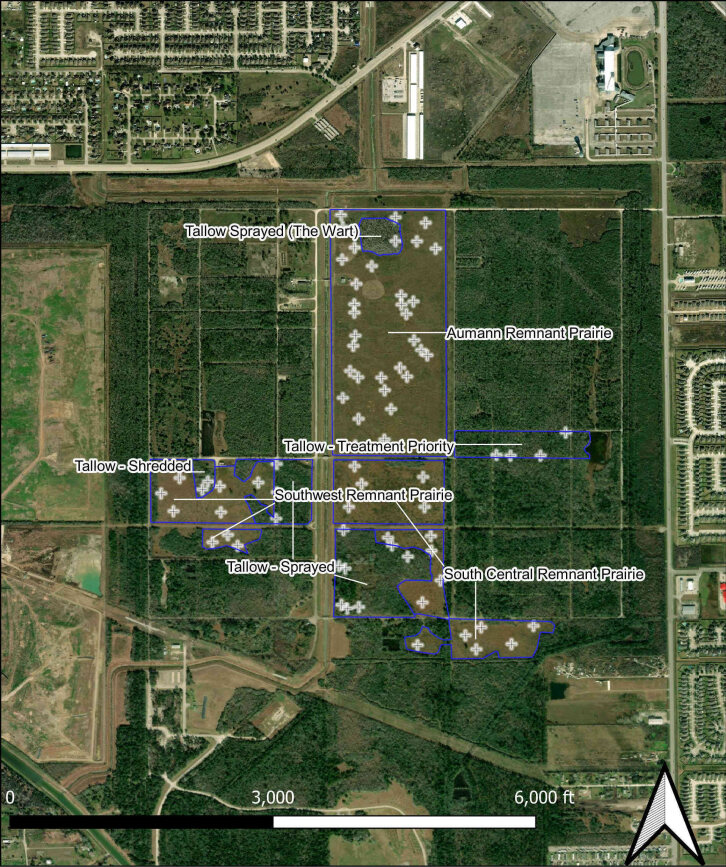 Tallow Sprayed (The Wart)
Aumann Remnant Prairie
Tallow - Treatment Priority
Tallow - Shredded
Southwest Remnant Prairie
Tallow - Sprayed
South Central Remnant Prairie
0 3,000 6,000 ft